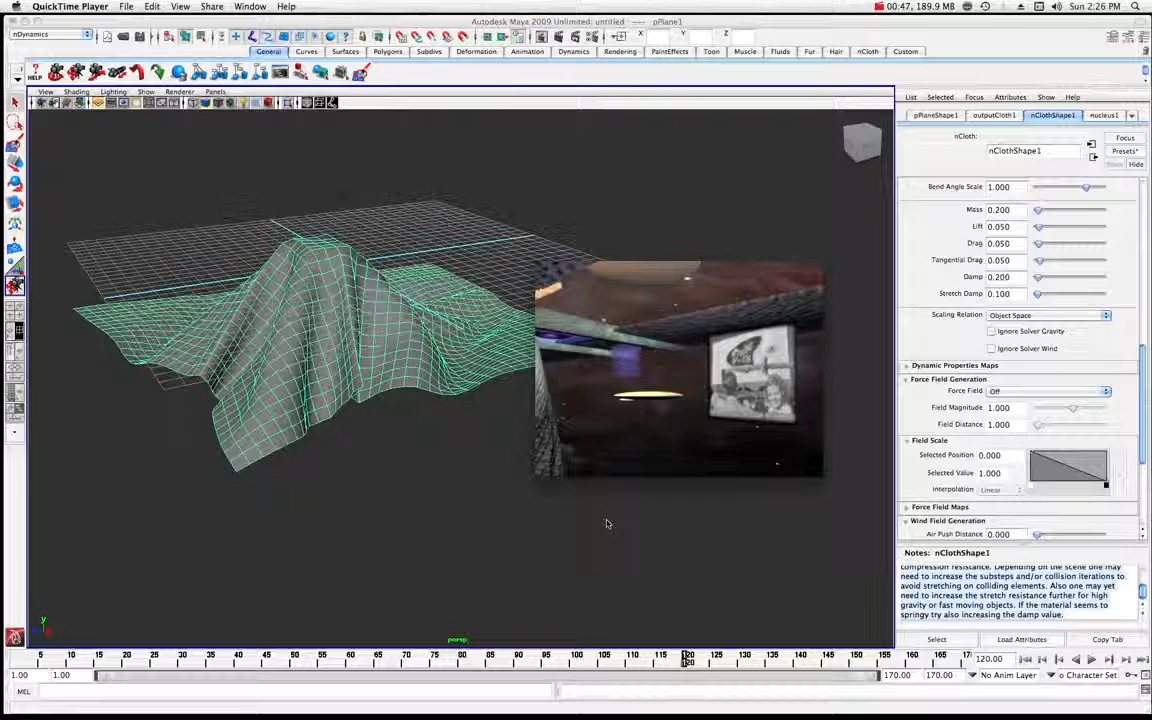 QuickTime Player File Edit View Share Window Help 00:47, 189.9 MB Sun 2:26 PM
Autodesk Maya 2009 Unlimited: untitled --- pPlane1
nDynamics X: Y: Z:
General Curves Surfaces Polygons Subdivs Deformation Animation Dynamics Rendering PaintEffects Toon Muscle Fluids Fur Hair nCloth Custom
HELP
View Shading Lighting Show Renderer Panels
List Selected Focus Attributes Show Help
pPlaneShape1 outputCloth1 nClothShape1 nucleus1
nCloth: nClothShape1
Focus
Presets*
Show Hide
Bend Angle Scale 1.000
Mass 0.200
Lift 0.050
Drag 0.050
Tangential Drag 0.050
Damp 0.200
Stretch Damp 0.100
Scaling Relation Object Space
Ignore Solver Gravity
Ignore Solver Wind
Dynamic Properties Maps
Force Field Generation
Force Field Off
Field Magnitude 1.000
Field Distance 1.000
Field Scale
Selected Position 0.000
Selected Value 1.000
Interpolation Linear
Force Field Maps
Wind Field Generation
Air Push Distance 0.000
Notes: nClothShape1
compression resistance. Depending on the scene one may
need to increase the substeps and/or collision iterations to
avoid stretching on colliding elements. Also one may yet
need to increase the stretch resistance further for high
gravity or fast moving objects. If the material seems to
springy try also increasing the damp value.
Select Load Attributes Copy Tab
y
persp
5 10 15 20 25 30 35 40 45 50 55 60 65 70 75 80 85 90 95 100 105 110 115 120 125 130 135 140 145 150 155 160 165 17 120.00
120
1.00 1.00 170.00 170.00 No Anim Layer o Character Set
MEL